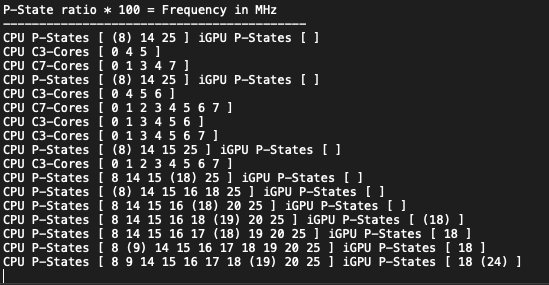 P-State ratio * 100 = Frequency in MHz
------------------------------------------
CPU P-States [ (8) 14 25 ] iGPU P-States [ ]
CPU C3-Cores [ 0 4 5 ]
CPU C7-Cores [ 0 1 3 4 7 ]
CPU P-States [ (8) 14 25 ] iGPU P-States [ ]
CPU C3-Cores [ 0 4 5 6 ]
CPU C7-Cores [ 0 1 2 3 4 5 6 7 ]
CPU C3-Cores [ 0 1 3 4 5 6 ]
CPU C3-Cores [ 0 1 3 4 5 6 7 ]
CPU P-States [ (8) 14 15 25 ] iGPU P-States [ ]
CPU C3-Cores [ 0 1 2 3 4 5 6 7 ]
CPU P-States [ 8 14 15 (18) 25 ] iGPU P-States [ ]
CPU P-States [ (8) 14 15 16 18 25 ] iGPU P-States [ ]
CPU P-States [ 8 14 15 16 (18) 20 25 ] iGPU P-States [ ]
CPU P-States [ 8 14 15 16 18 (19) 20 25 ] iGPU P-States [ (18) ]
CPU P-States [ 8 14 15 16 17 (18) 19 20 25 ] iGPU P-States [ 18 ]
CPU P-States [ 8 (9) 14 15 16 17 18 19 20 25 ] iGPU P-States [ 18 ]
CPU P-States [ 8 9 14 15 16 17 18 (19) 20 25 ] iGPU P-States [ 18 (24) ]